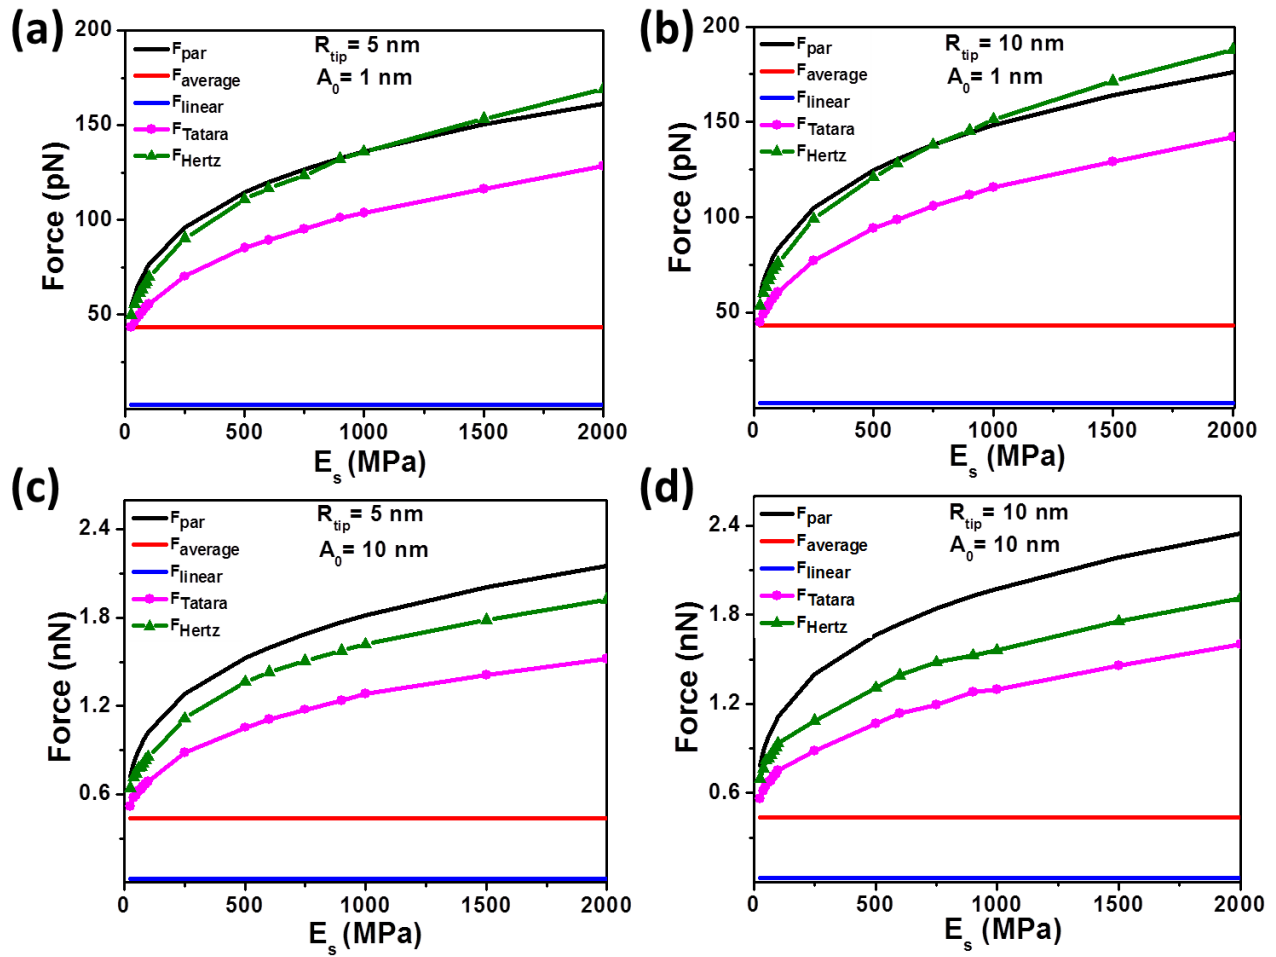 (a)
R_tip = 5 nm
A_0 = 1 nm
F_par
F_average
F_linear
F_Tatara
F_Hertz
Force (pN)
200
150
100
50
0 500 1000 1500 2000
E_s (MPa)
(b)
R_tip = 10 nm
A_0 = 1 nm
F_par
F_average
F_linear
F_Tatara
F_Hertz
Force (pN)
200
150
100
50
0 500 1000 1500 2000
E_s (MPa)
(c)
R_tip = 5 nm
A_0 = 10 nm
F_par
F_average
F_linear
F_Tatara
F_Hertz
Force (nN)
2.4
1.8
1.2
0.6
0 500 1000 1500 2000
E_s (MPa)
(d)
R_tip = 10 nm
A_0 = 10 nm
F_par
F_average
F_linear
F_Tatara
F_Hertz
Force (nN)
2.4
1.8
1.2
0.6
0 500 1000 1500 2000
E_s (MPa)